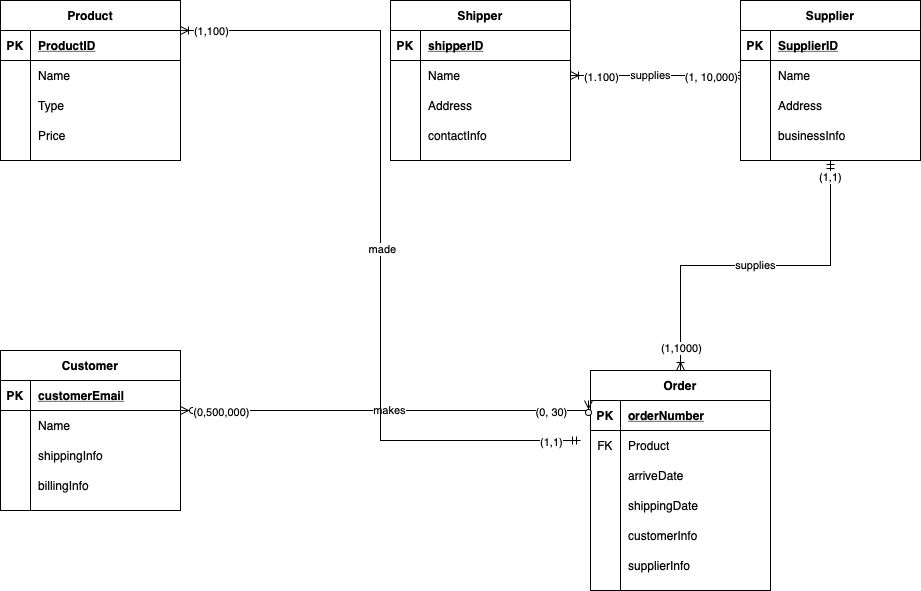 Product
PK ProductID
Name
Type
Price
(1,100)
Shipper
PK shipperID
Name
Address
contactInfo
(1.100) supplies (1, 10,000)
Supplier
PK SupplierID
Name
Address
businessInfo
(1,1)
made
supplies
(1,1000)
Customer
PK customerEmail
Name
shippingInfo
billingInfo
(0,500,000) makes (0, 30)
(1,1)
Order
PK orderNumber
FK Product
arriveDate
shippingDate
customerInfo
supplierInfo